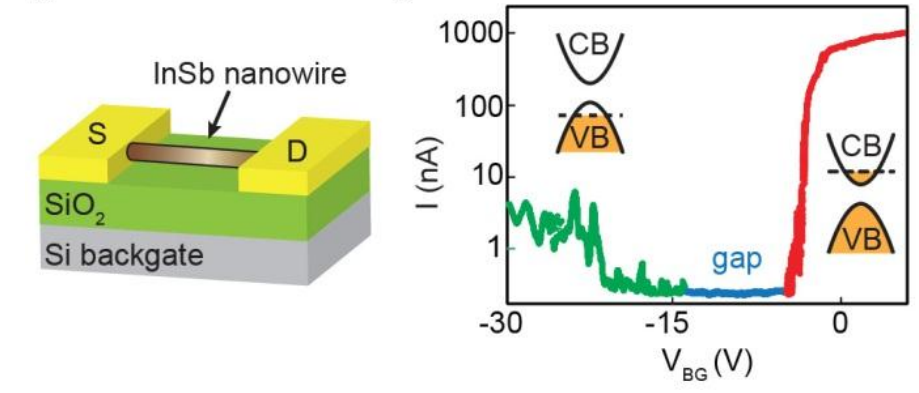 InSb nanowire
S
D
SiO2
Si backgate
I (nA)
1000
100
10
1
CB
VB
gap
CB
VB
-30
-15
0
VBG (V)